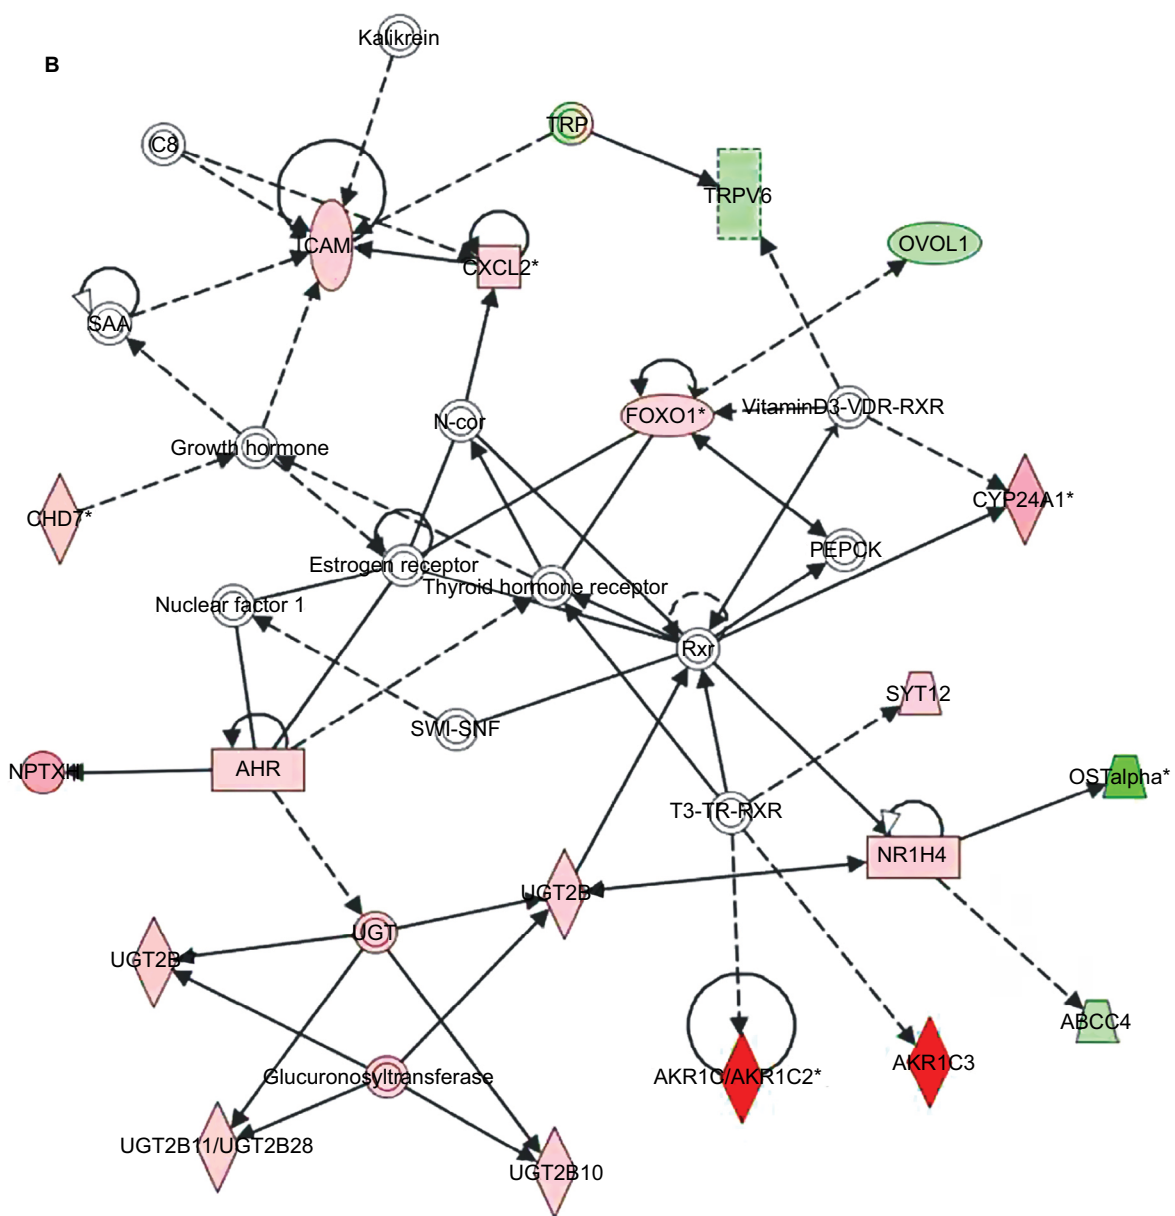 Kalikrein
B
TRP
C8
TRPV6
OVOL1
ICAM
CXCL2*
SAA
VitaminD3-VDR-RXR
FOXO1*
N-cor
Growth hormone
CYP24A1*
CHD7*
PEPCK
Estrogen receptor
Thyroid hormone receptor
Nuclear factor 1
Rxr
SYT12
SWI-SNF
NPTXII
AHR
OSTalpha*
T3-TR-RXR
NR1H4
UGT2B
UGT
UGT2B
ABCC4
AKR1C3
Glucuronosyltransferase
AKR1C/AKR1C2*
UGT2B11/UGT2B28
UGT2B10